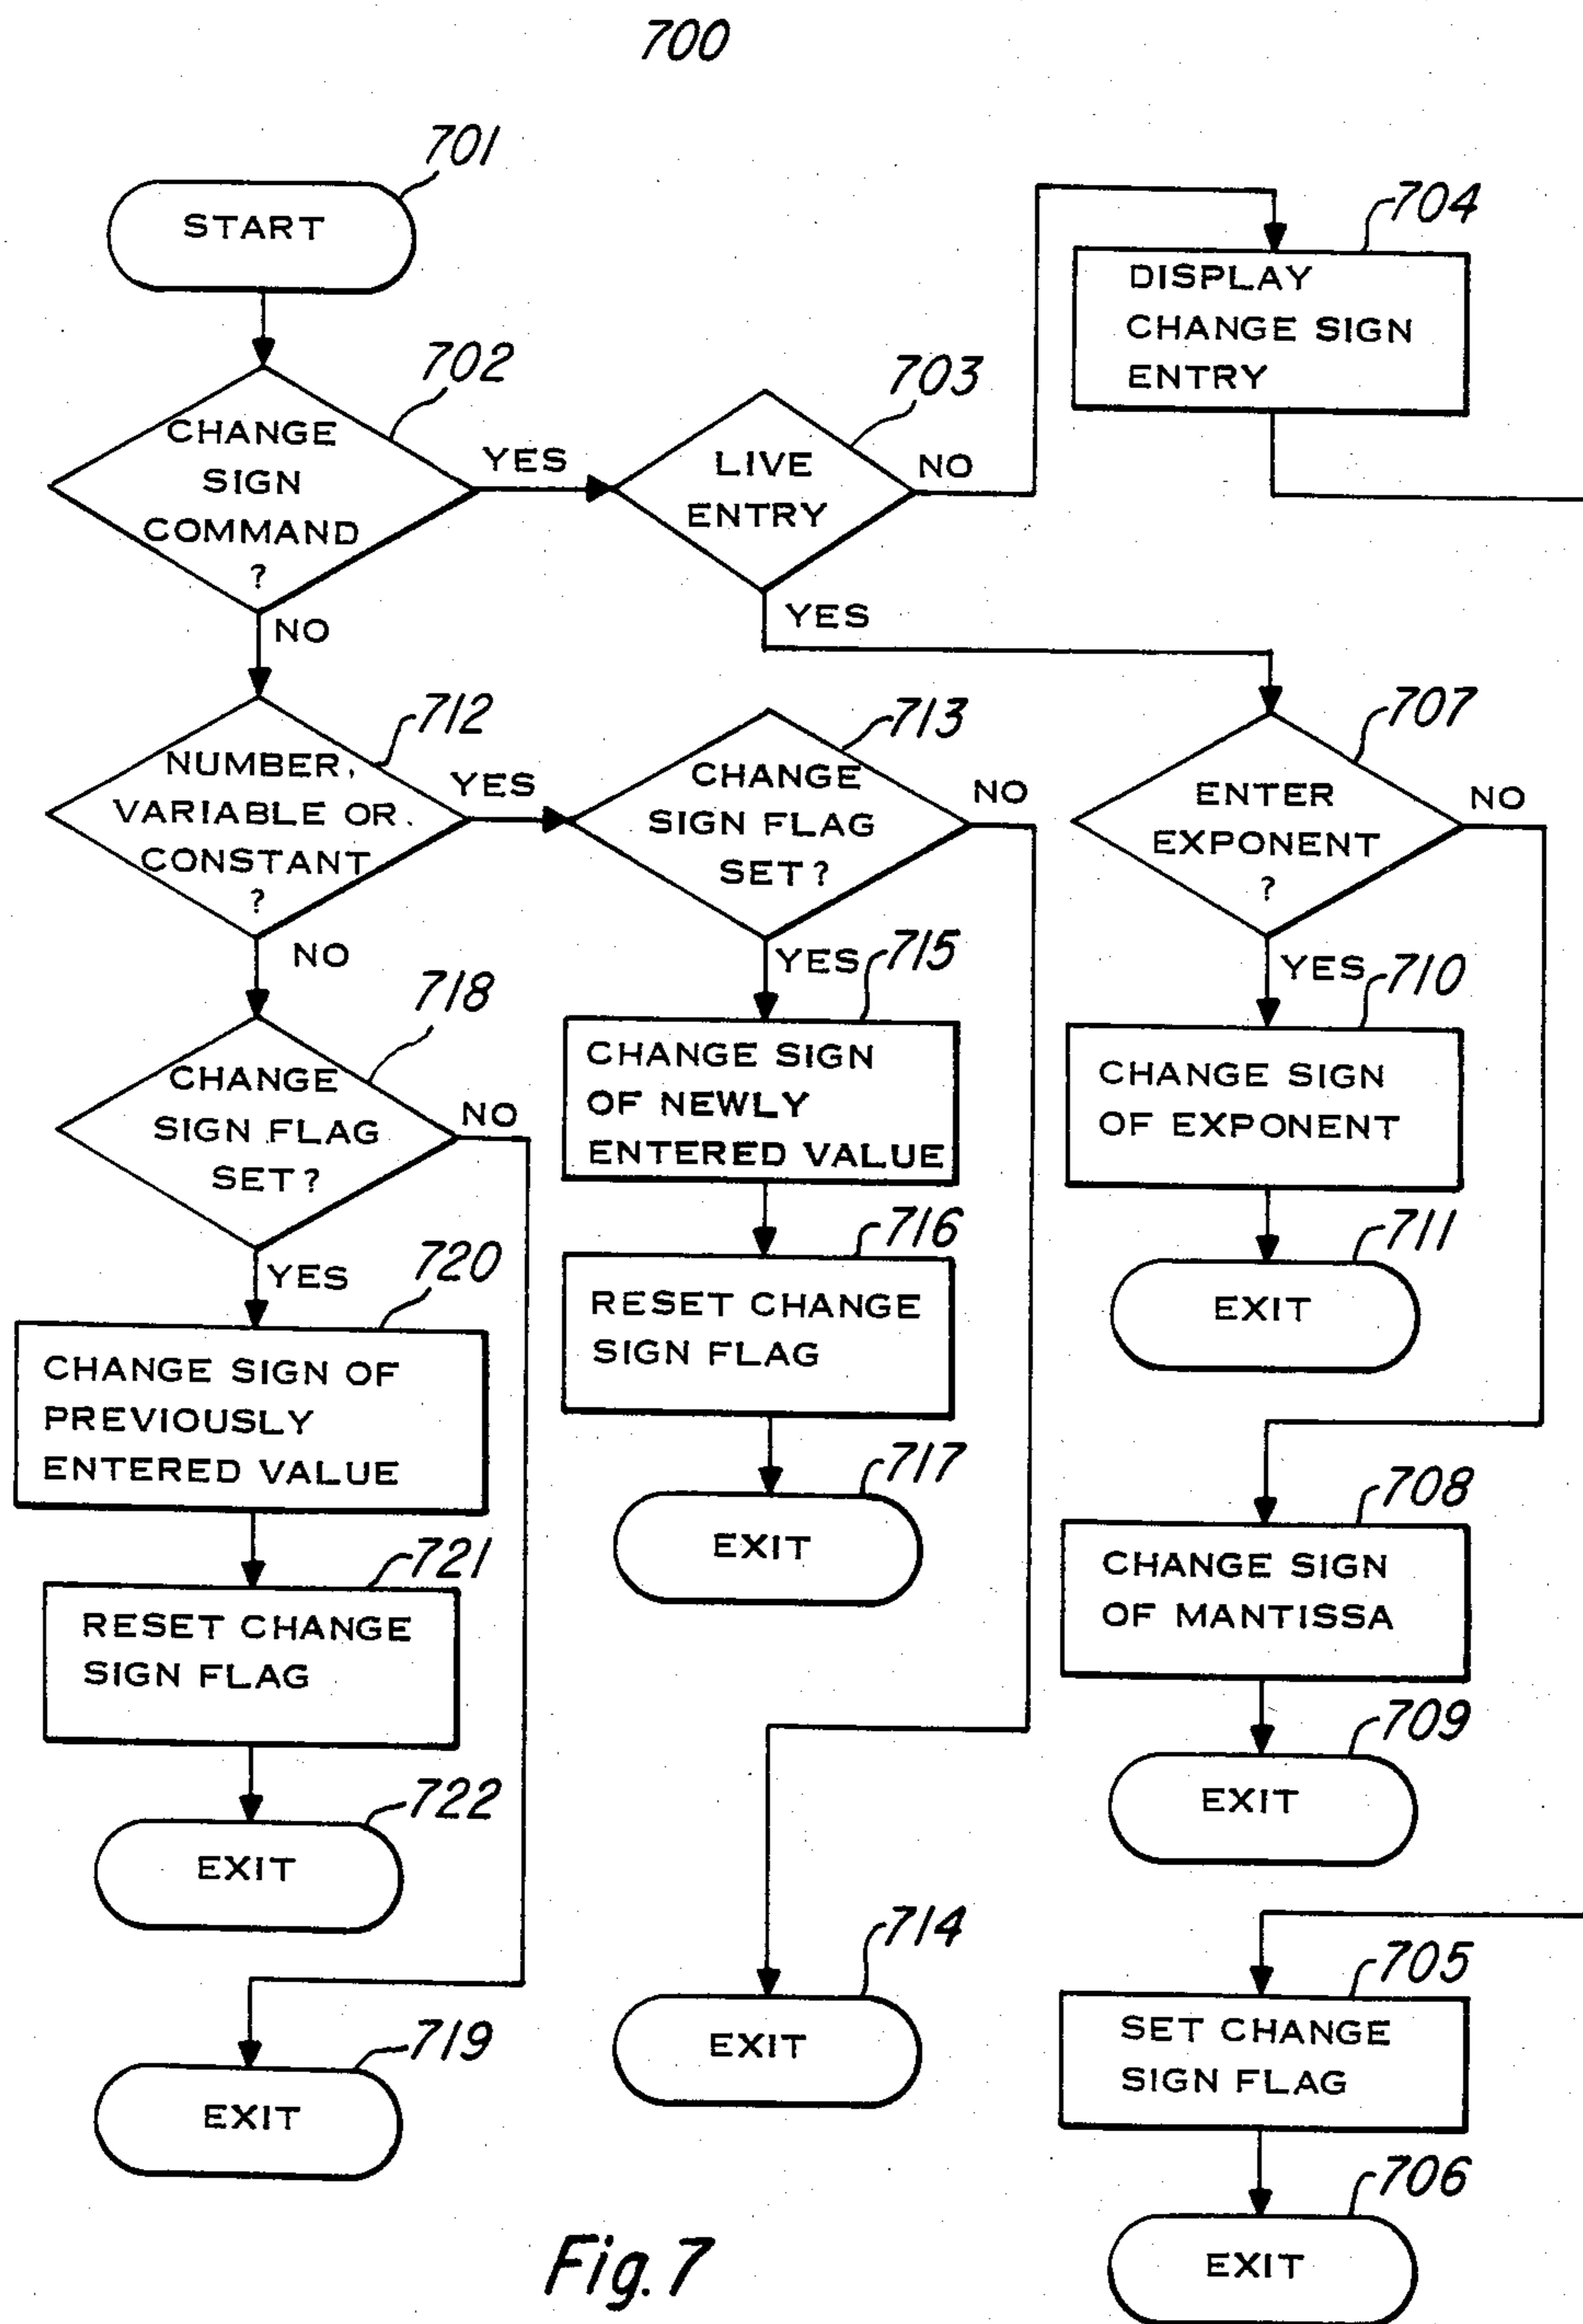 700
701
START
702
CHANGE
SIGN
COMMAND
?
YES
NO
703
LIVE
ENTRY
NO
YES
704
DISPLAY
CHANGE SIGN
ENTRY
712
NUMBER,
VARIABLE OR
CONSTANT
?
YES
NO
713
CHANGE
SIGN FLAG
SET?
NO
YES
707
ENTER
EXPONENT
?
NO
YES
718
CHANGE
SIGN FLAG
SET?
NO
YES
715
CHANGE SIGN
OF NEWLY
ENTERED VALUE
710
CHANGE SIGN
OF EXPONENT
716
RESET CHANGE
SIGN FLAG
711
EXIT
720
CHANGE SIGN OF
PREVIOUSLY
ENTERED VALUE
717
EXIT
708
CHANGE SIGN
OF MANTISSA
721
RESET CHANGE
SIGN FLAG
709
EXIT
722
EXIT
714
EXIT
705
SET CHANGE
SIGN FLAG
719
EXIT
706
EXIT
Fig. 7